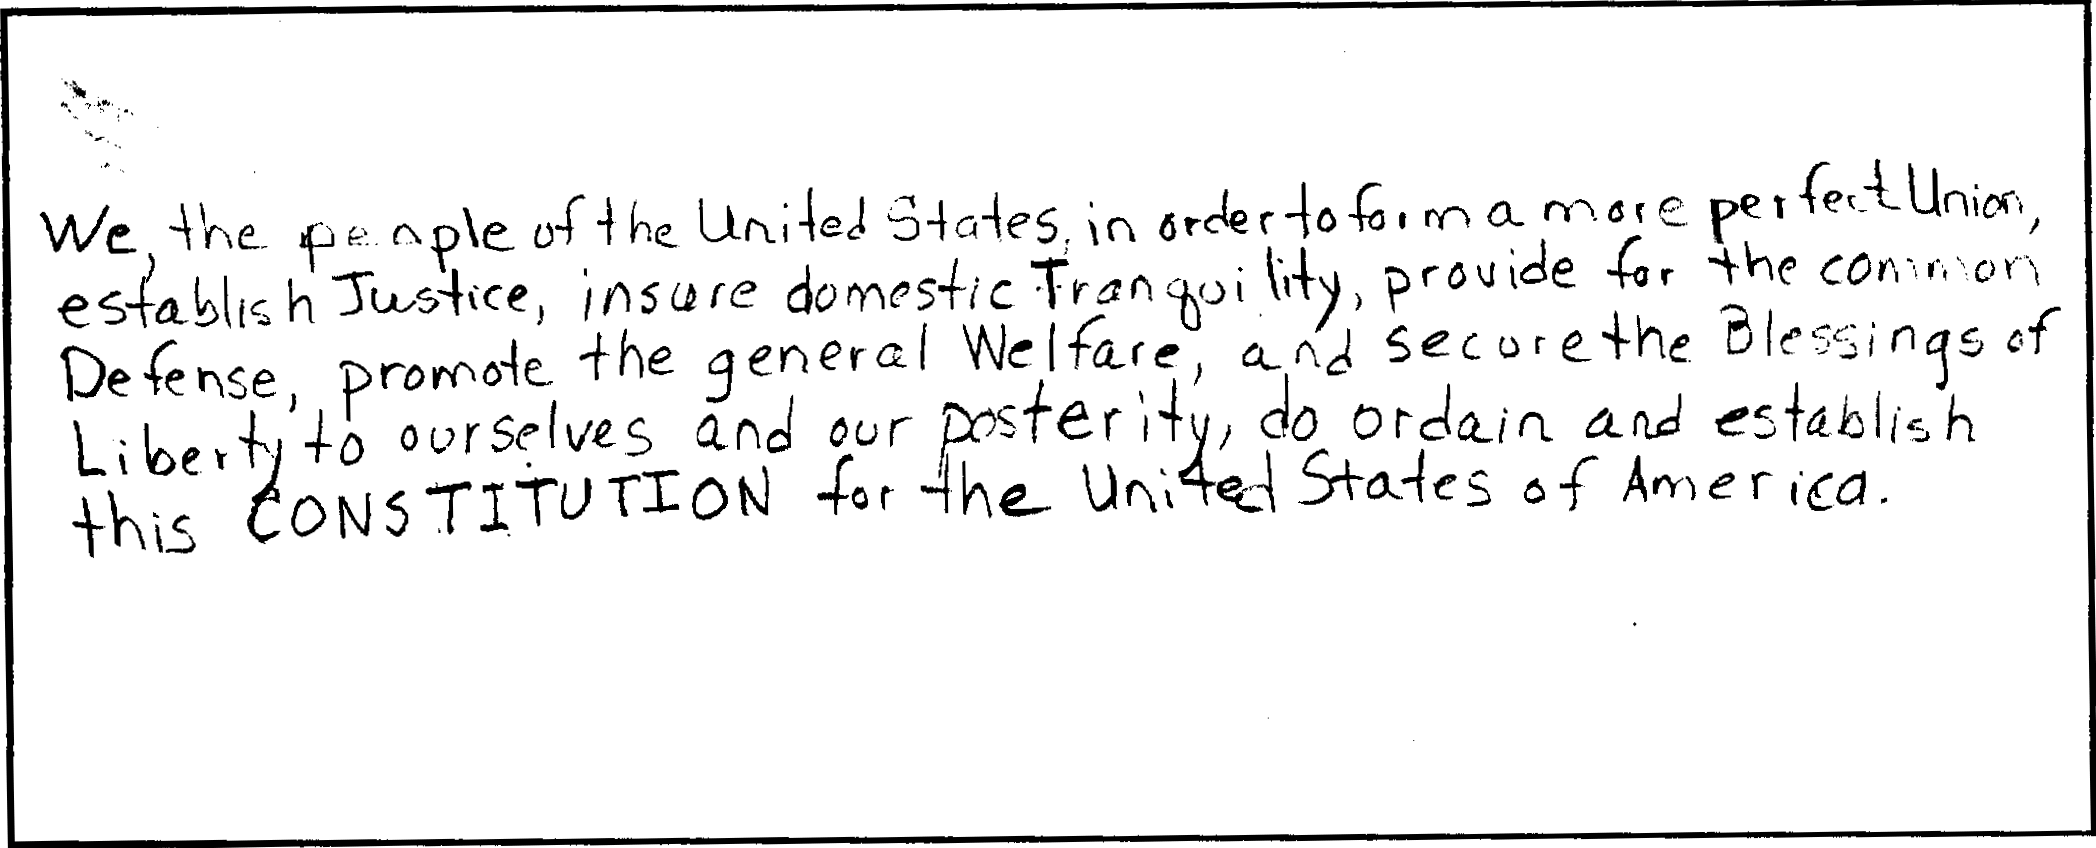 We, the people of the United States, in order to form a more perfect Union,
establish Justice, insure domestic Tranquility, provide for the common
Defense, promote the general Welfare, and secure the Blessings of
Liberty to ourselves and our posterity, do ordain and establish
this CONSTITUTION for the United States of America.